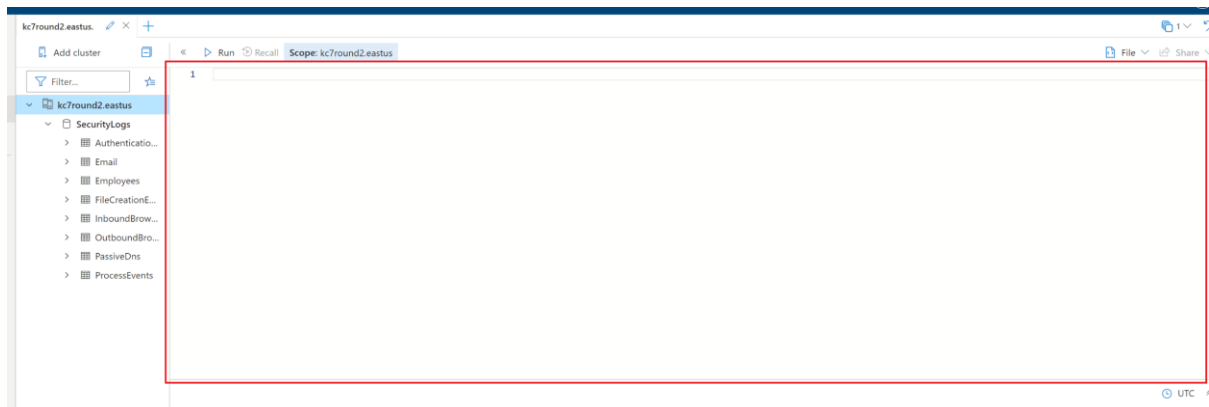 kc7round2.eastus.
1
Add cluster
Run Recall Scope: kc7round2.eastus
File Share
Filter...
1
kc7round2.eastus
SecurityLogs
Authenticatio...
Email
Employees
FileCreationE...
InboundBrow...
OutboundBro...
PassiveDns
ProcessEvents
UTC